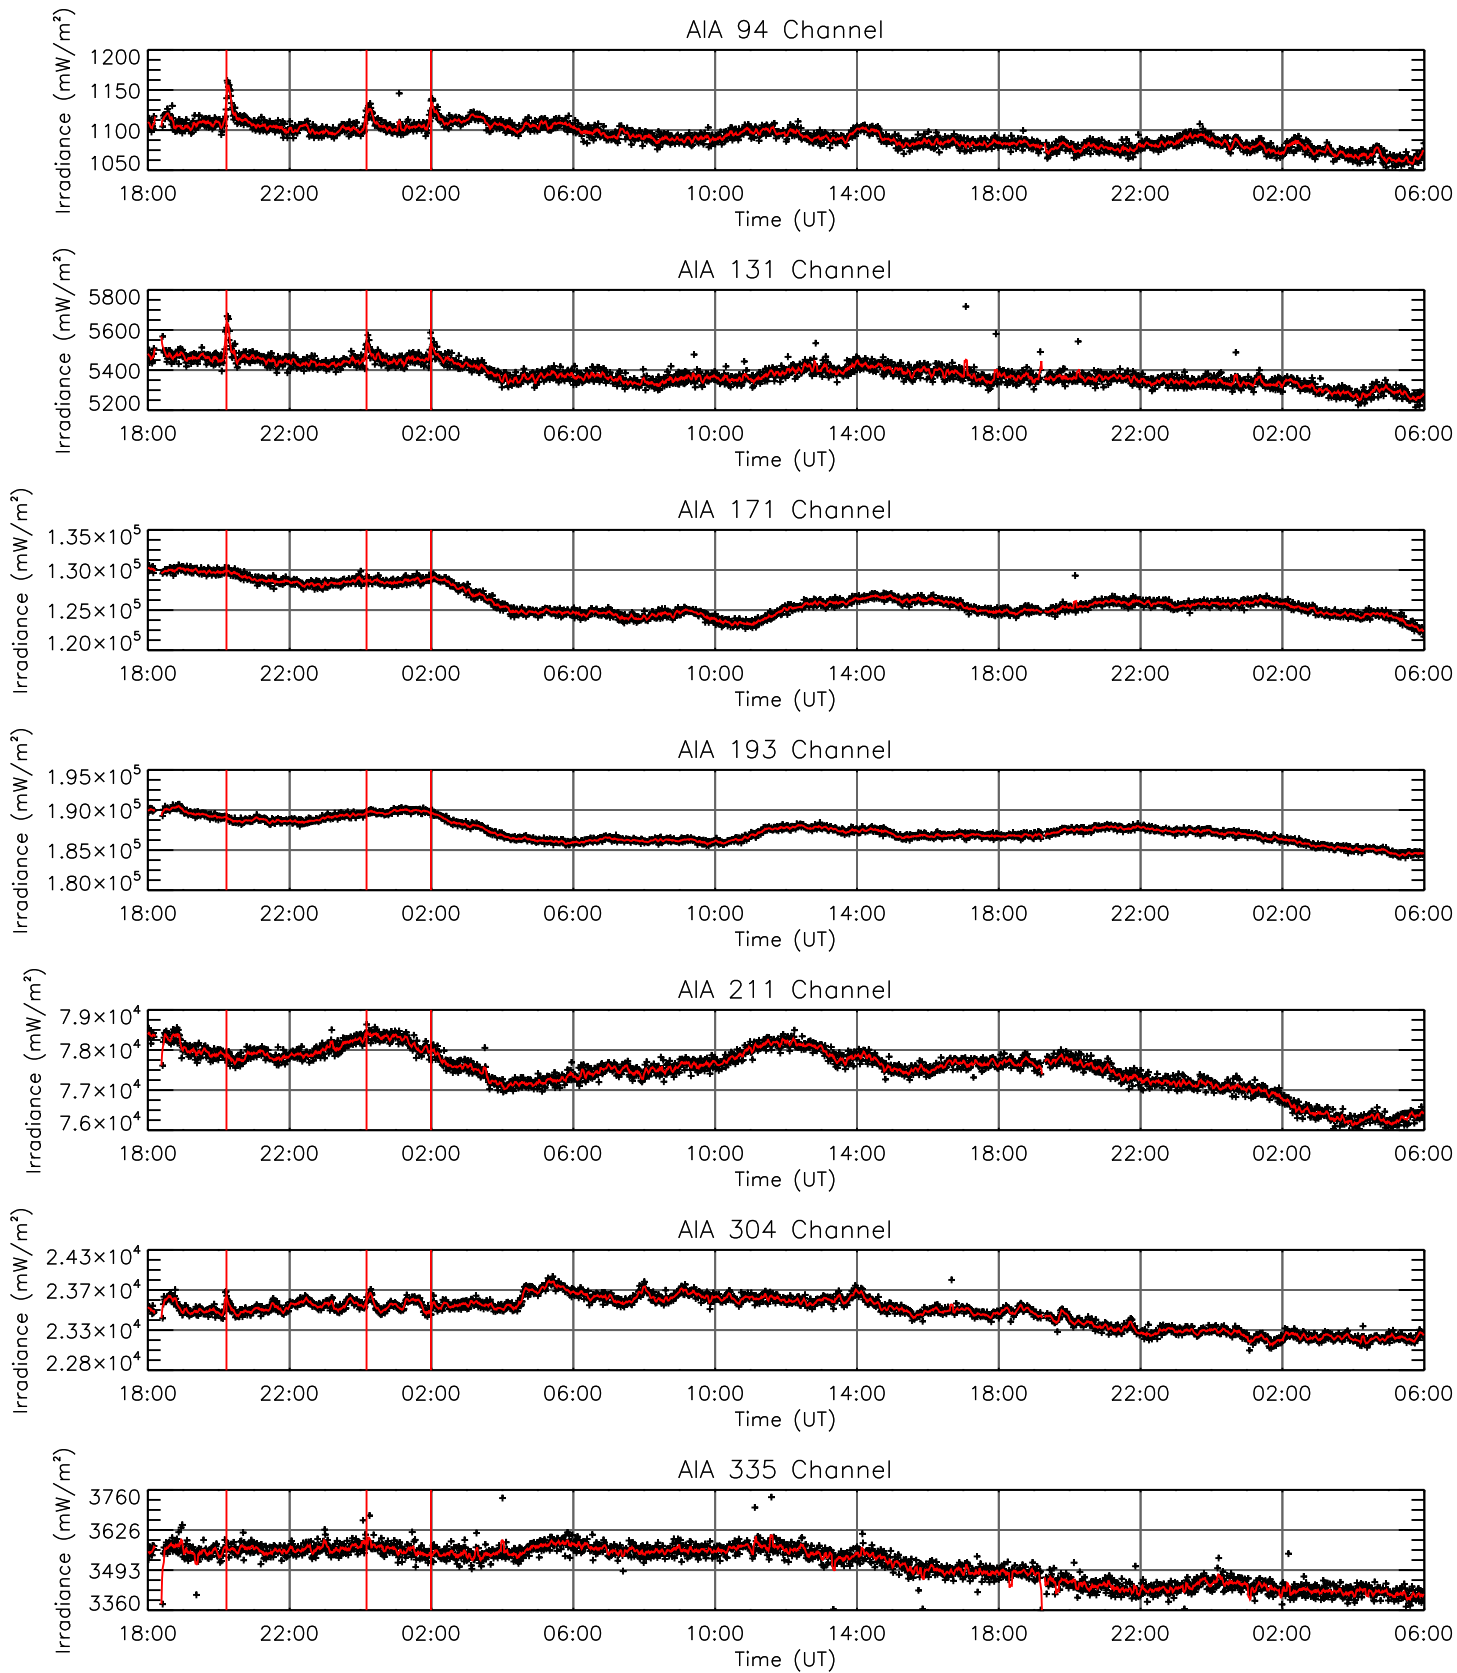 AIA 94 Channel
Irradiance (mW/m²)
1200
1150
1100
1050
18:00 22:00 02:00 06:00 10:00 14:00 18:00 22:00 02:00 06:00
Time (UT)
AIA 131 Channel
Irradiance (mW/m²)
5800
5600
5400
5200
18:00 22:00 02:00 06:00 10:00 14:00 18:00 22:00 02:00 06:00
Time (UT)
AIA 171 Channel
Irradiance (mW/m²)
1.35×10⁵
1.30×10⁵
1.25×10⁵
1.20×10⁵
18:00 22:00 02:00 06:00 10:00 14:00 18:00 22:00 02:00 06:00
Time (UT)
AIA 193 Channel
Irradiance (mW/m²)
1.95×10⁵
1.90×10⁵
1.85×10⁵
1.80×10⁵
18:00 22:00 02:00 06:00 10:00 14:00 18:00 22:00 02:00 06:00
Time (UT)
AIA 211 Channel
Irradiance (mW/m²)
7.9×10⁴
7.8×10⁴
7.7×10⁴
7.6×10⁴
18:00 22:00 02:00 06:00 10:00 14:00 18:00 22:00 02:00 06:00
Time (UT)
AIA 304 Channel
Irradiance (mW/m²)
2.43×10⁴
2.37×10⁴
2.33×10⁴
2.28×10⁴
18:00 22:00 02:00 06:00 10:00 14:00 18:00 22:00 02:00 06:00
Time (UT)
AIA 335 Channel
Irradiance (mW/m²)
3760
3626
3493
3360
18:00 22:00 02:00 06:00 10:00 14:00 18:00 22:00 02:00 06:00
Time (UT)